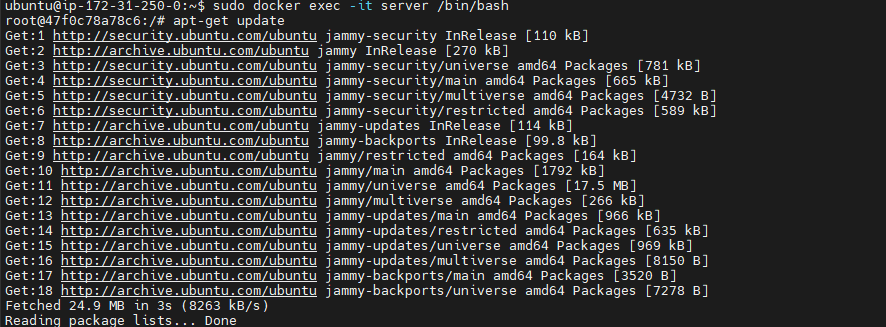 ubuntu@ip-172-31-250-0:~$ sudo docker exec -it server /bin/bash
root@47f0c78a78c6:/# apt-get update
Get:1 http://security.ubuntu.com/ubuntu jammy-security InRelease [110 kB]
Get:2 http://archive.ubuntu.com/ubuntu jammy InRelease [270 kB]
Get:3 http://security.ubuntu.com/ubuntu jammy-security/universe amd64 Packages [781 kB]
Get:4 http://security.ubuntu.com/ubuntu jammy-security/main amd64 Packages [665 kB]
Get:5 http://security.ubuntu.com/ubuntu jammy-security/multiverse amd64 Packages [4732 B]
Get:6 http://security.ubuntu.com/ubuntu jammy-security/restricted amd64 Packages [589 kB]
Get:7 http://archive.ubuntu.com/ubuntu jammy-updates InRelease [114 kB]
Get:8 http://archive.ubuntu.com/ubuntu jammy-backports InRelease [99.8 kB]
Get:9 http://archive.ubuntu.com/ubuntu jammy/restricted amd64 Packages [164 kB]
Get:10 http://archive.ubuntu.com/ubuntu jammy/main amd64 Packages [1792 kB]
Get:11 http://archive.ubuntu.com/ubuntu jammy/universe amd64 Packages [17.5 MB]
Get:12 http://archive.ubuntu.com/ubuntu jammy/multiverse amd64 Packages [266 kB]
Get:13 http://archive.ubuntu.com/ubuntu jammy-updates/main amd64 Packages [966 kB]
Get:14 http://archive.ubuntu.com/ubuntu jammy-updates/restricted amd64 Packages [635 kB]
Get:15 http://archive.ubuntu.com/ubuntu jammy-updates/universe amd64 Packages [969 kB]
Get:16 http://archive.ubuntu.com/ubuntu jammy-updates/multiverse amd64 Packages [8150 B]
Get:17 http://archive.ubuntu.com/ubuntu jammy-backports/main amd64 Packages [3520 B]
Get:18 http://archive.ubuntu.com/ubuntu jammy-backports/universe amd64 Packages [7278 B]
Fetched 24.9 MB in 3s (8263 kB/s)
Reading package lists... Done